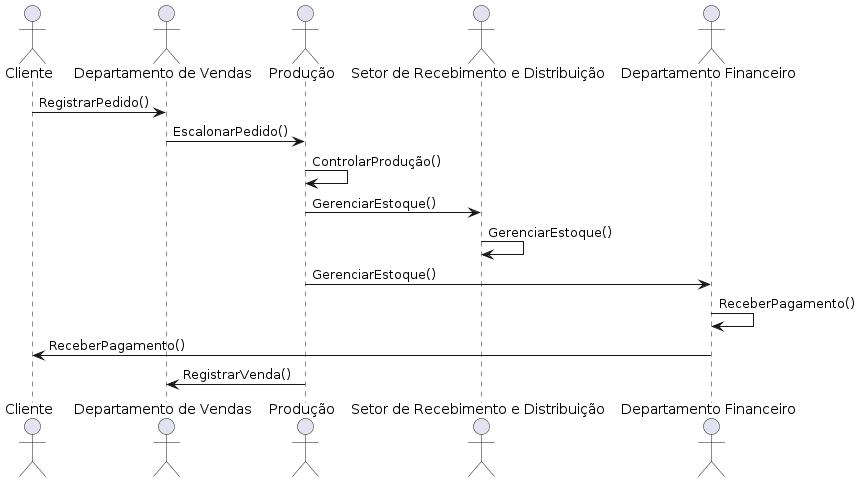 Cliente Departamento de Vendas Produção Setor de Recebimento e Distribuição Departamento Financeiro
RegistrarPedido()
EscalonarPedido()
ControlarProdução()
GerenciarEstoque()
GerenciarEstoque()
GerenciarEstoque()
ReceberPagamento()
ReceberPagamento()
RegistrarVenda()
Cliente Departamento de Vendas Produção Setor de Recebimento e Distribuição Departamento Financeiro